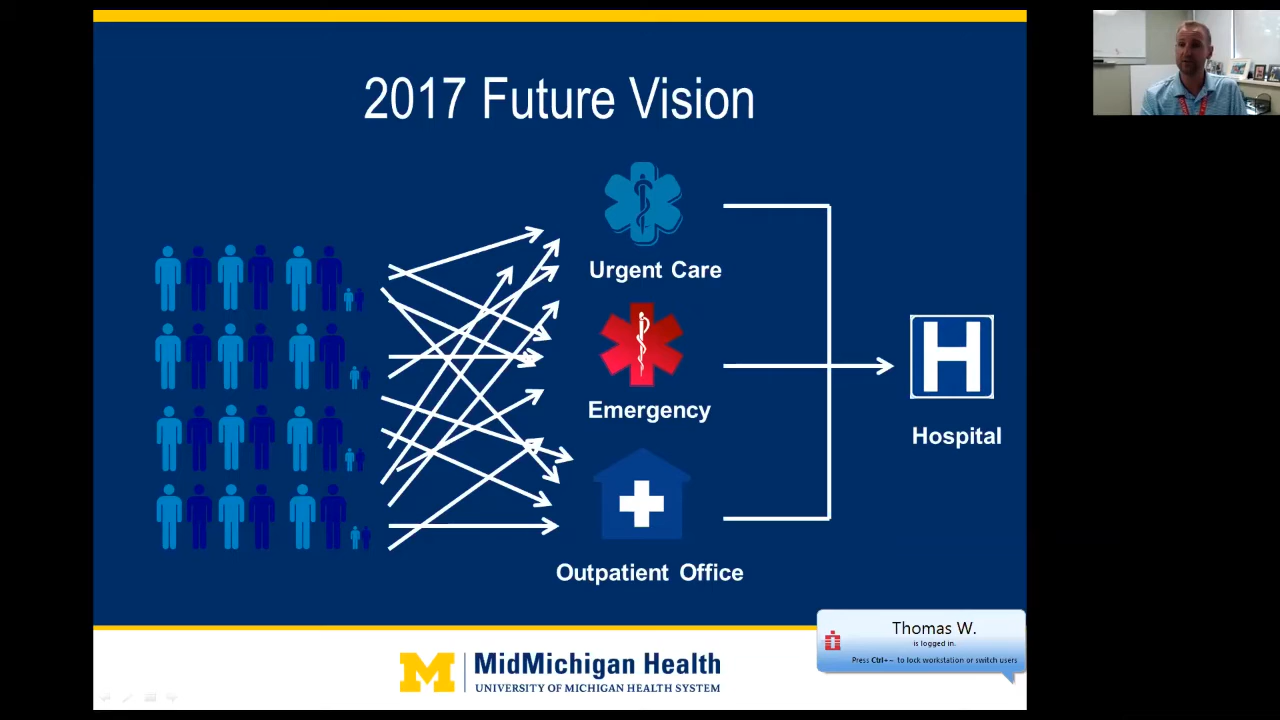 2017 Future Vision
Urgent Care
Emergency
H
Hospital
Outpatient Office
Thomas W.
is logged in.
Press Ctrl+~ to lock workstation or switch users
M
MidMichigan Health
UNIVERSITY OF MICHIGAN HEALTH SYSTEM